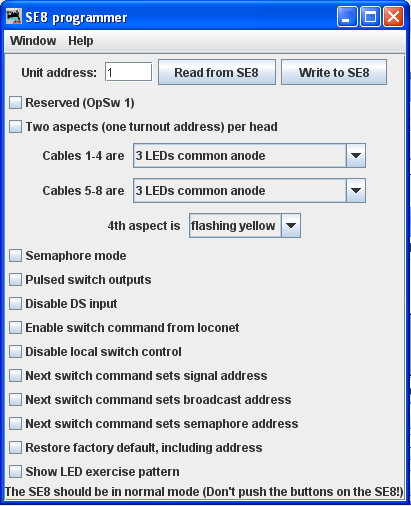 SE8 programmer
Window Help
Unit address: 1 Read from SE8 Write to SE8
Reserved (OpSw 1)
Two aspects (one turnout address) per head
Cables 1-4 are 3 LEDs common anode
Cables 5-8 are 3 LEDs common anode
4th aspect is flashing yellow
Semaphore mode
Pulsed switch outputs
Disable DS input
Enable switch command from loconet
Disable local switch control
Next switch command sets signal address
Next switch command sets broadcast address
Next switch command sets semaphore address
Restore factory default, including address
Show LED exercise pattern
The SE8 should be in normal mode (Don't push the buttons on the SE8!)